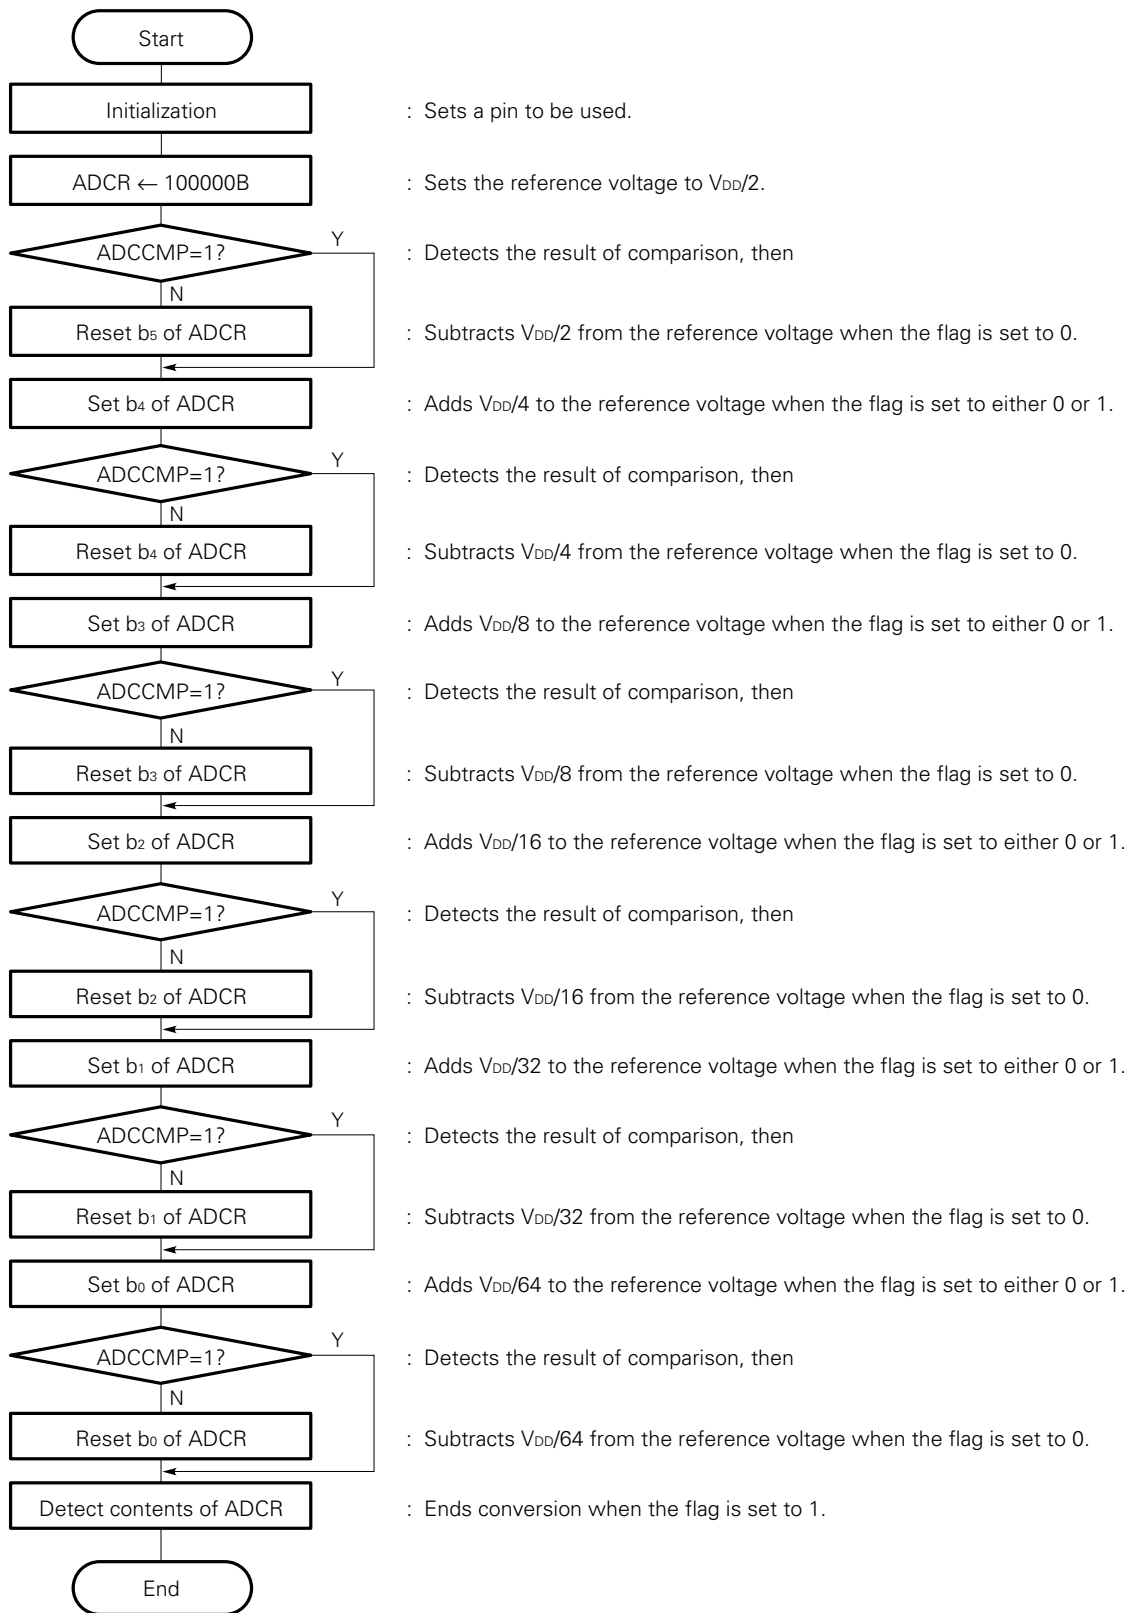 Start
Initialization : Sets a pin to be used.
ADCR ← 100000B : Sets the reference voltage to VDD/2.
ADCCMP=1? Y : Detects the result of comparison, then
N
Reset b5 of ADCR : Subtracts VDD/2 from the reference voltage when the flag is set to 0.
Set b4 of ADCR : Adds VDD/4 to the reference voltage when the flag is set to either 0 or 1.
ADCCMP=1? Y : Detects the result of comparison, then
N
Reset b4 of ADCR : Subtracts VDD/4 from the reference voltage when the flag is set to 0.
Set b3 of ADCR : Adds VDD/8 to the reference voltage when the flag is set to either 0 or 1.
ADCCMP=1? Y : Detects the result of comparison, then
N
Reset b3 of ADCR : Subtracts VDD/8 from the reference voltage when the flag is set to 0.
Set b2 of ADCR : Adds VDD/16 to the reference voltage when the flag is set to either 0 or 1.
ADCCMP=1? Y : Detects the result of comparison, then
N
Reset b2 of ADCR : Subtracts VDD/16 from the reference voltage when the flag is set to 0.
Set b1 of ADCR : Adds VDD/32 to the reference voltage when the flag is set to either 0 or 1.
ADCCMP=1? Y : Detects the result of comparison, then
N
Reset b1 of ADCR : Subtracts VDD/32 from the reference voltage when the flag is set to 0.
Set b0 of ADCR : Adds VDD/64 to the reference voltage when the flag is set to either 0 or 1.
ADCCMP=1? Y : Detects the result of comparison, then
N
Reset b0 of ADCR : Subtracts VDD/64 from the reference voltage when the flag is set to 0.
Detect contents of ADCR : Ends conversion when the flag is set to 1.
End